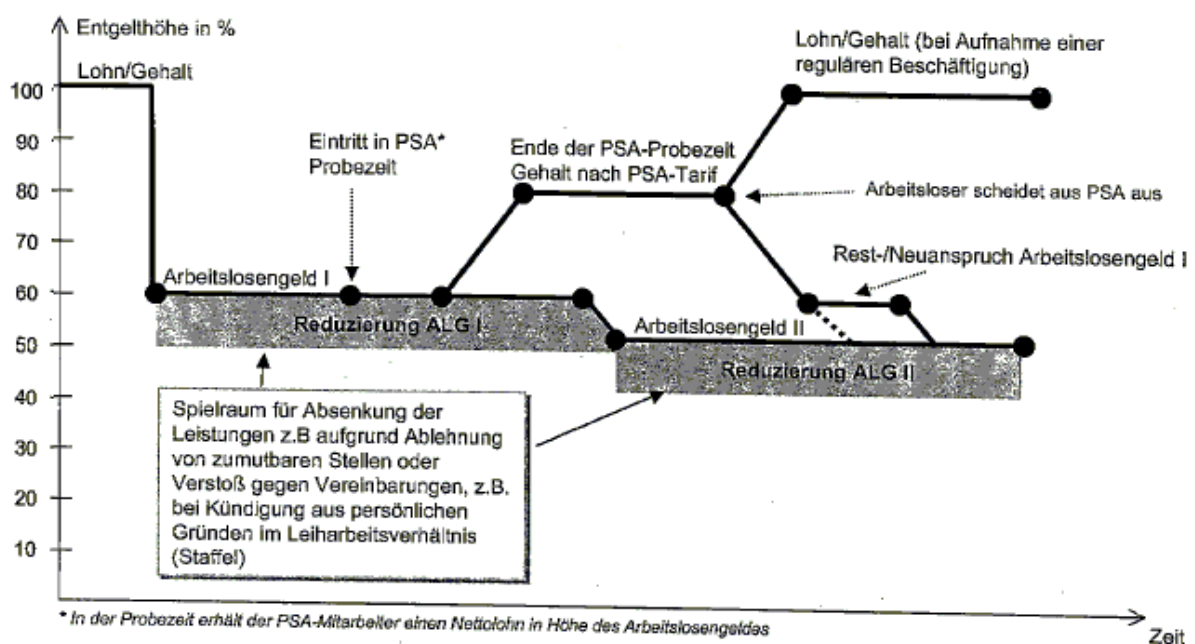 Entgelthöhe in %
Lohn/Gehalt
100
90
80
70
60
50
40
30
20
10
Eintritt in PSA*
Probezeit
Ende der PSA-Probezeit
Gehalt nach PSA-Tarif
Lohn/Gehalt (bei Aufnahme einer
regulären Beschäftigung)
Arbeitsloser scheidet aus PSA aus
Rest-/Neuanspruch Arbeitslosengeld I
Arbeitslosengeld I
Reduzierung ALG I
Arbeitslosengeld II
Reduzierung ALG II
Spielraum für Absenkung der
Leistungen z.B aufgrund Ablehnung
von zumutbaren Stellen oder
Verstoß gegen Vereinbarungen, z.B.
bei Kündigung aus persönlichen
Gründen im Leiharbeitsverhältnis
(Staffel)
* In der Probezeit erhält der PSA-Mitarbeiter einen Nettolohn in Höhe des Arbeitslosengeldes
Zeit